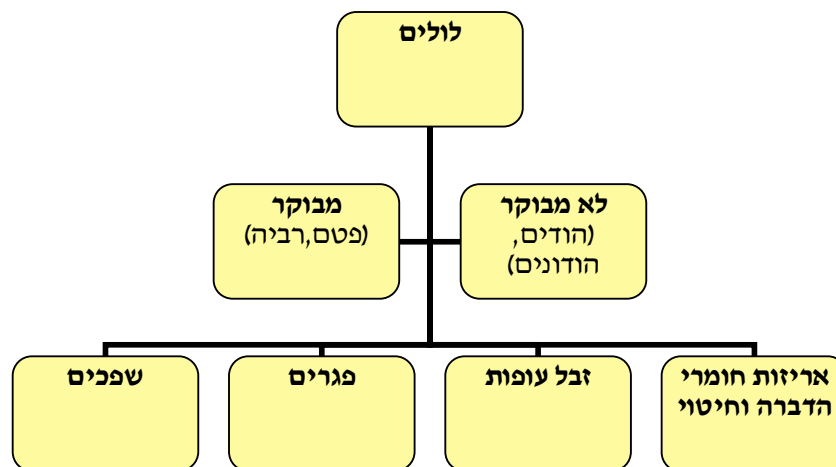 לולים
לא מבוקר
(הודים,
הודונים)
מבוקר
(פטם,רביה)
אריזות חומרי
הדברה וחיטוי
זבל עופות
פגרים
שפכים